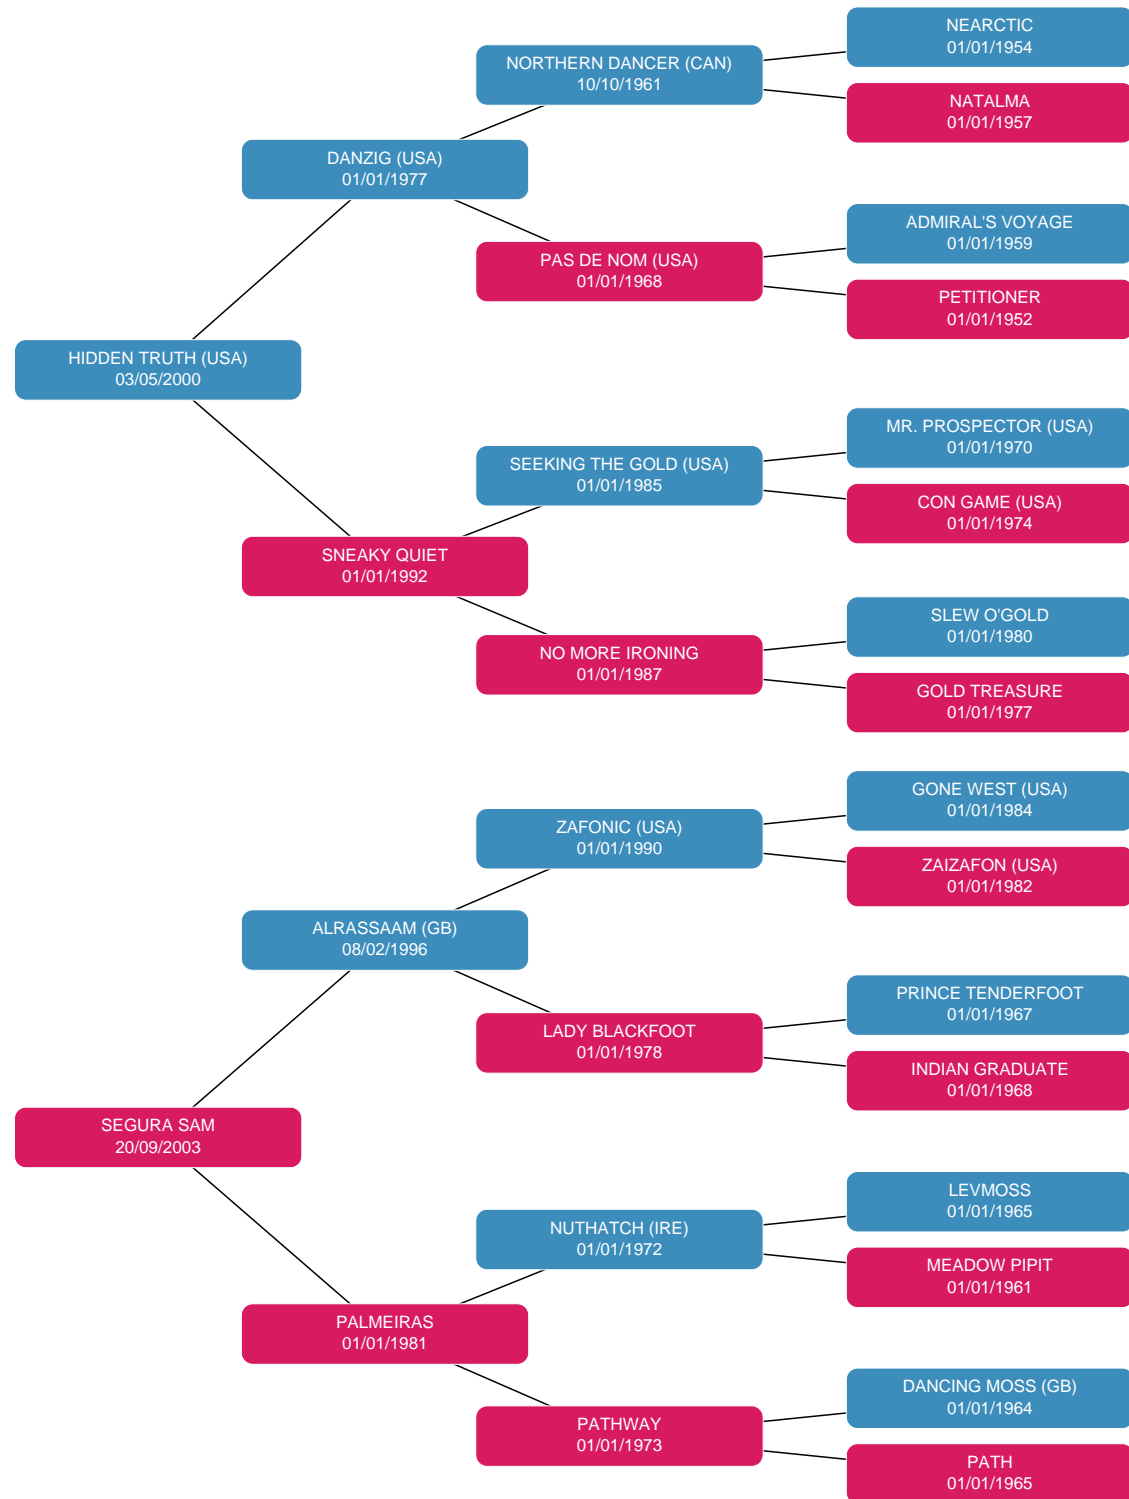 NEARCTIC
01/01/1954
NORTHERN DANCER (CAN)
10/10/1961
NATALMA
01/01/1957
DANZIG (USA)
01/01/1977
ADMIRAL'S VOYAGE
01/01/1959
PAS DE NOM (USA)
01/01/1968
PETITIONER
01/01/1952
HIDDEN TRUTH (USA)
03/05/2000
MR. PROSPECTOR (USA)
01/01/1970
SEEKING THE GOLD (USA)
01/01/1985
CON GAME (USA)
01/01/1974
SNEAKY QUIET
01/01/1992
SLEW O'GOLD
01/01/1980
NO MORE IRONING
01/01/1987
GOLD TREASURE
01/01/1977
GONE WEST (USA)
01/01/1984
ZAFONIC (USA)
01/01/1990
ZAIZAFON (USA)
01/01/1982
ALRASSAAM (GB)
08/02/1996
PRINCE TENDERFOOT
01/01/1967
LADY BLACKFOOT
01/01/1978
INDIAN GRADUATE
01/01/1968
SEGURA SAM
20/09/2003
LEVMOSS
01/01/1965
NUTHATCH (IRE)
01/01/1972
MEADOW PIPIT
01/01/1961
PALMEIRAS
01/01/1981
DANCING MOSS (GB)
01/01/1964
PATHWAY
01/01/1973
PATH
01/01/1965